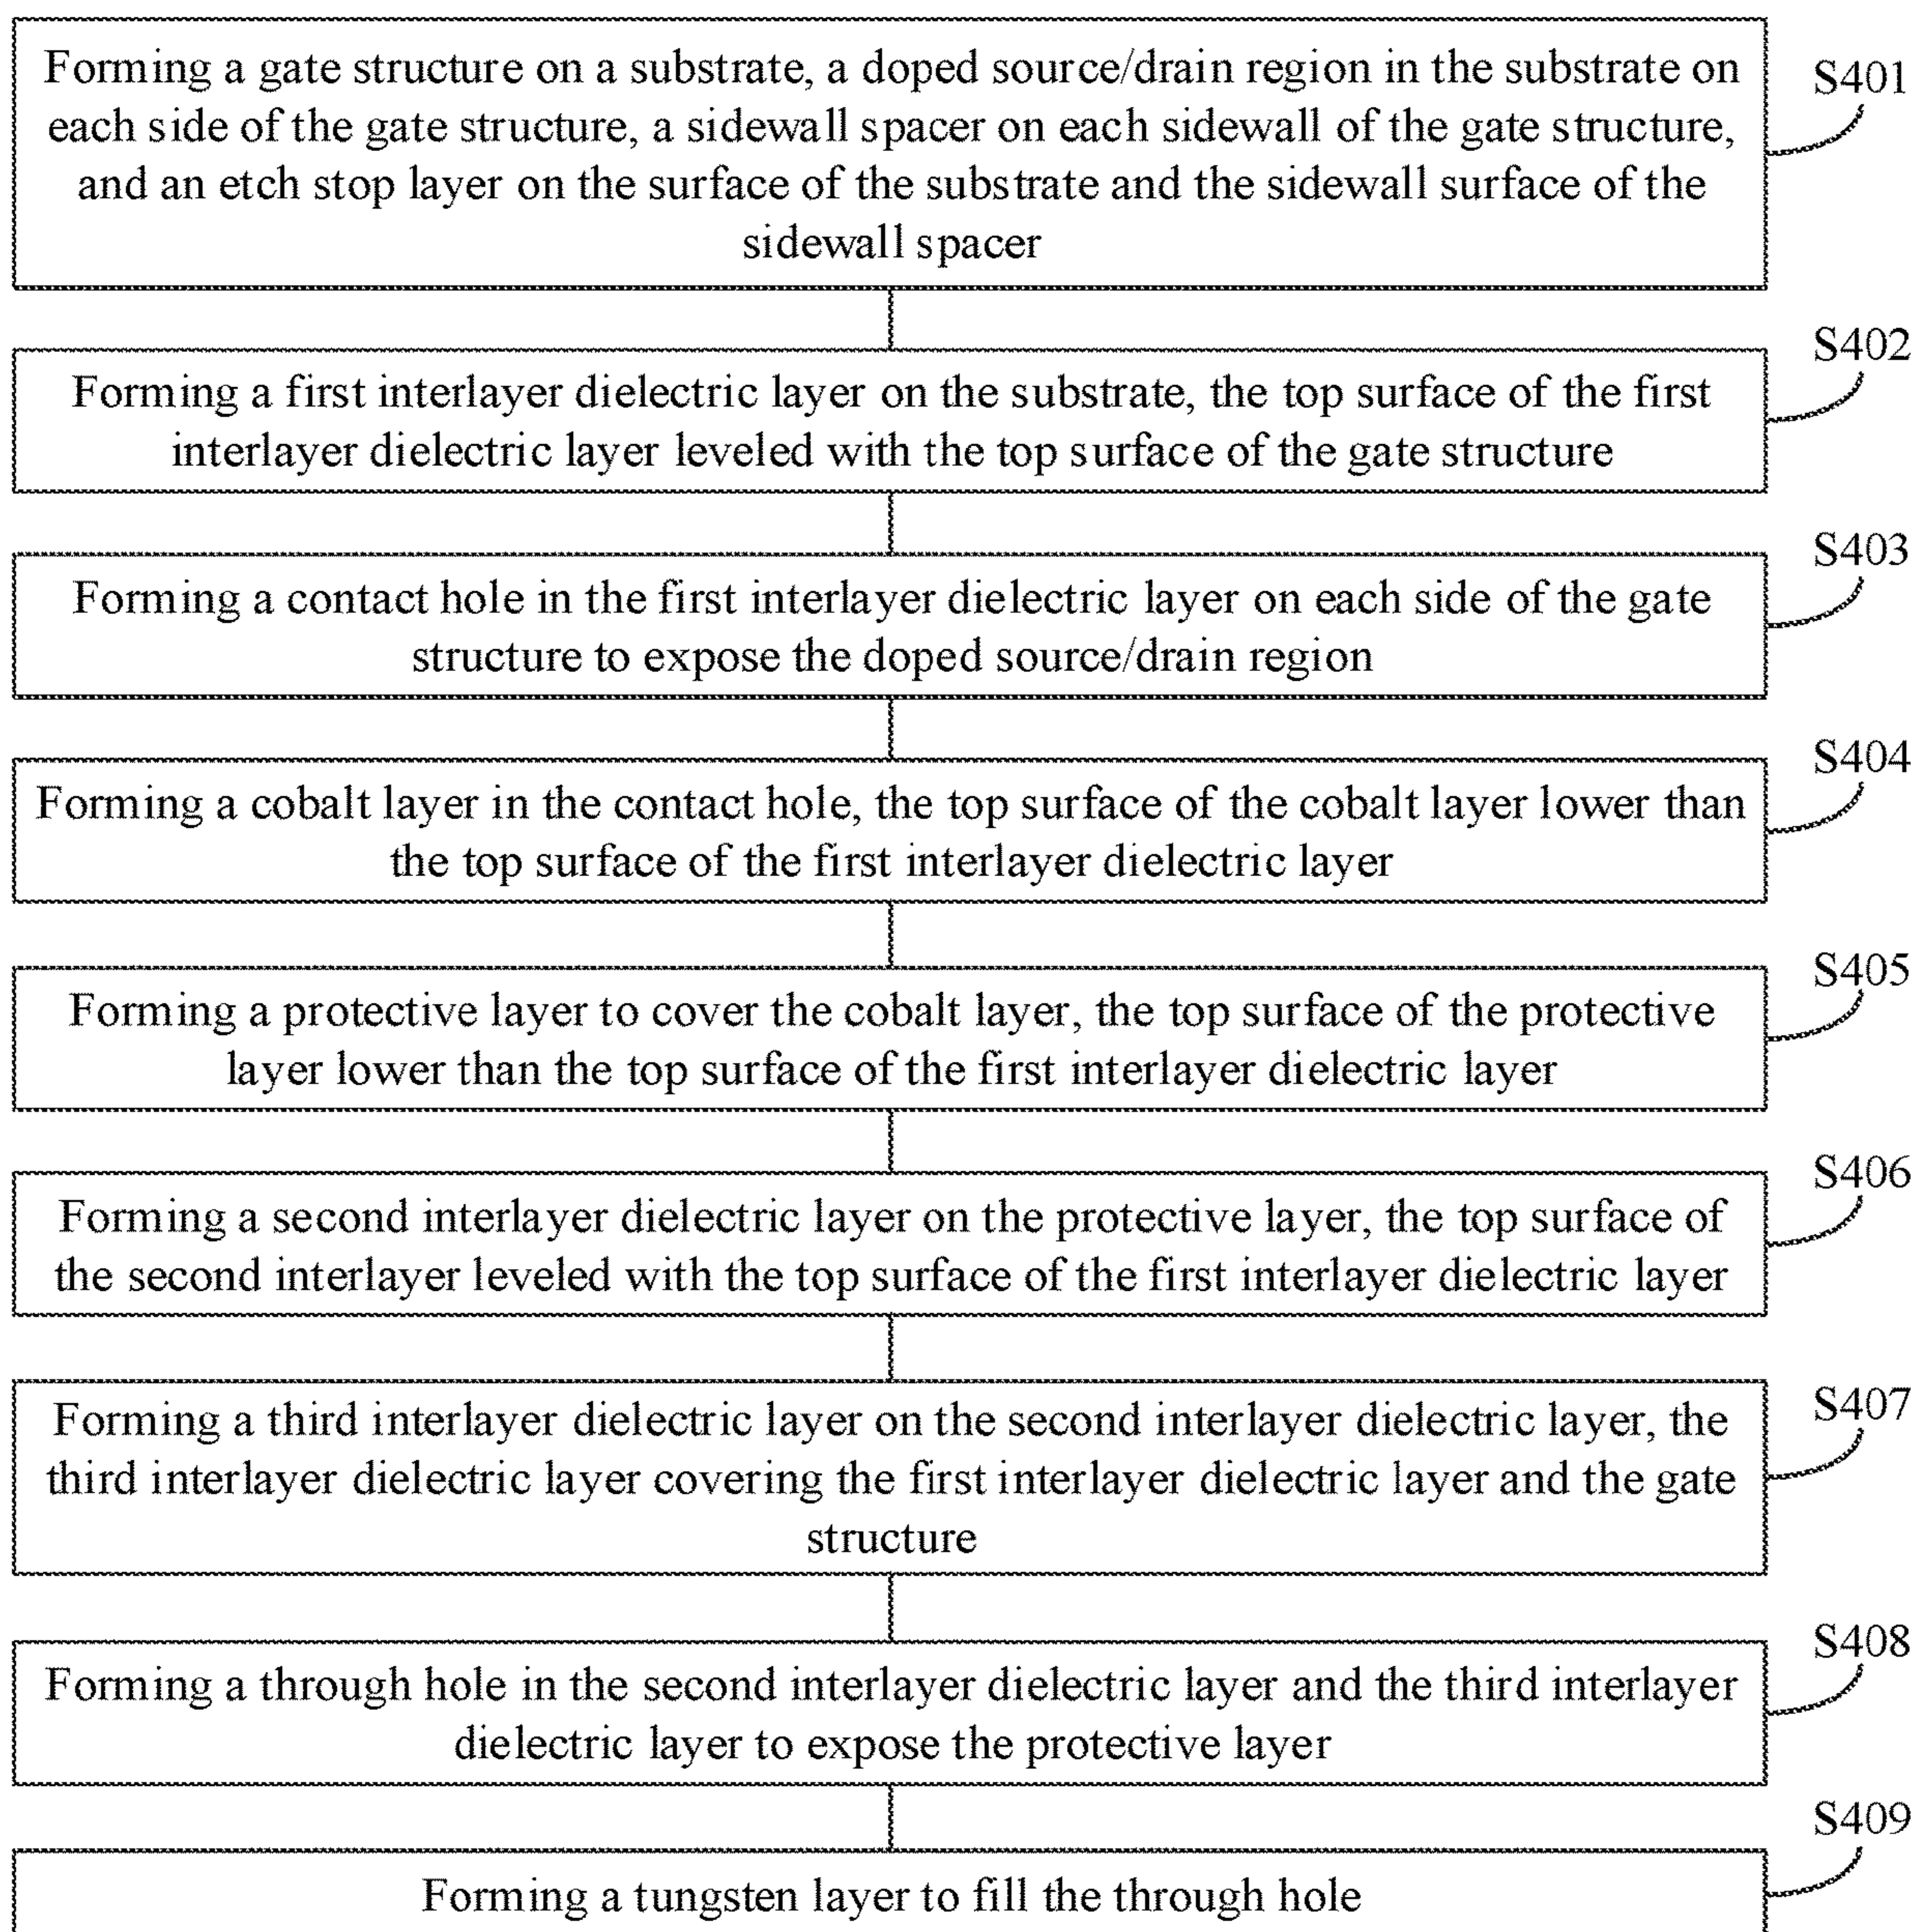 Forming a gate structure on a substrate, a doped source/drain region in the substrate on
each side of the gate structure, a sidewall spacer on each sidewall of the gate structure,
and an etch stop layer on the surface of the substrate and the sidewall surface of the
sidewall spacer
S401
Forming a first interlayer dielectric layer on the substrate, the top surface of the first
interlayer dielectric layer leveled with the top surface of the gate structure
S402
Forming a contact hole in the first interlayer dielectric layer on each side of the gate
structure to expose the doped source/drain region
S403
Forming a cobalt layer in the contact hole, the top surface of the cobalt layer lower than
the top surface of the first interlayer dielectric layer
S404
Forming a protective layer to cover the cobalt layer, the top surface of the protective
layer lower than the top surface of the first interlayer dielectric layer
S405
Forming a second interlayer dielectric layer on the protective layer, the top surface of
the second interlayer leveled with the top surface of the first interlayer dielectric layer
S406
Forming a third interlayer dielectric layer on the second interlayer dielectric layer, the
third interlayer dielectric layer covering the first interlayer dielectric layer and the gate
structure
S407
Forming a through hole in the second interlayer dielectric layer and the third interlayer
dielectric layer to expose the protective layer
S408
Forming a tungsten layer to fill the through hole
S409